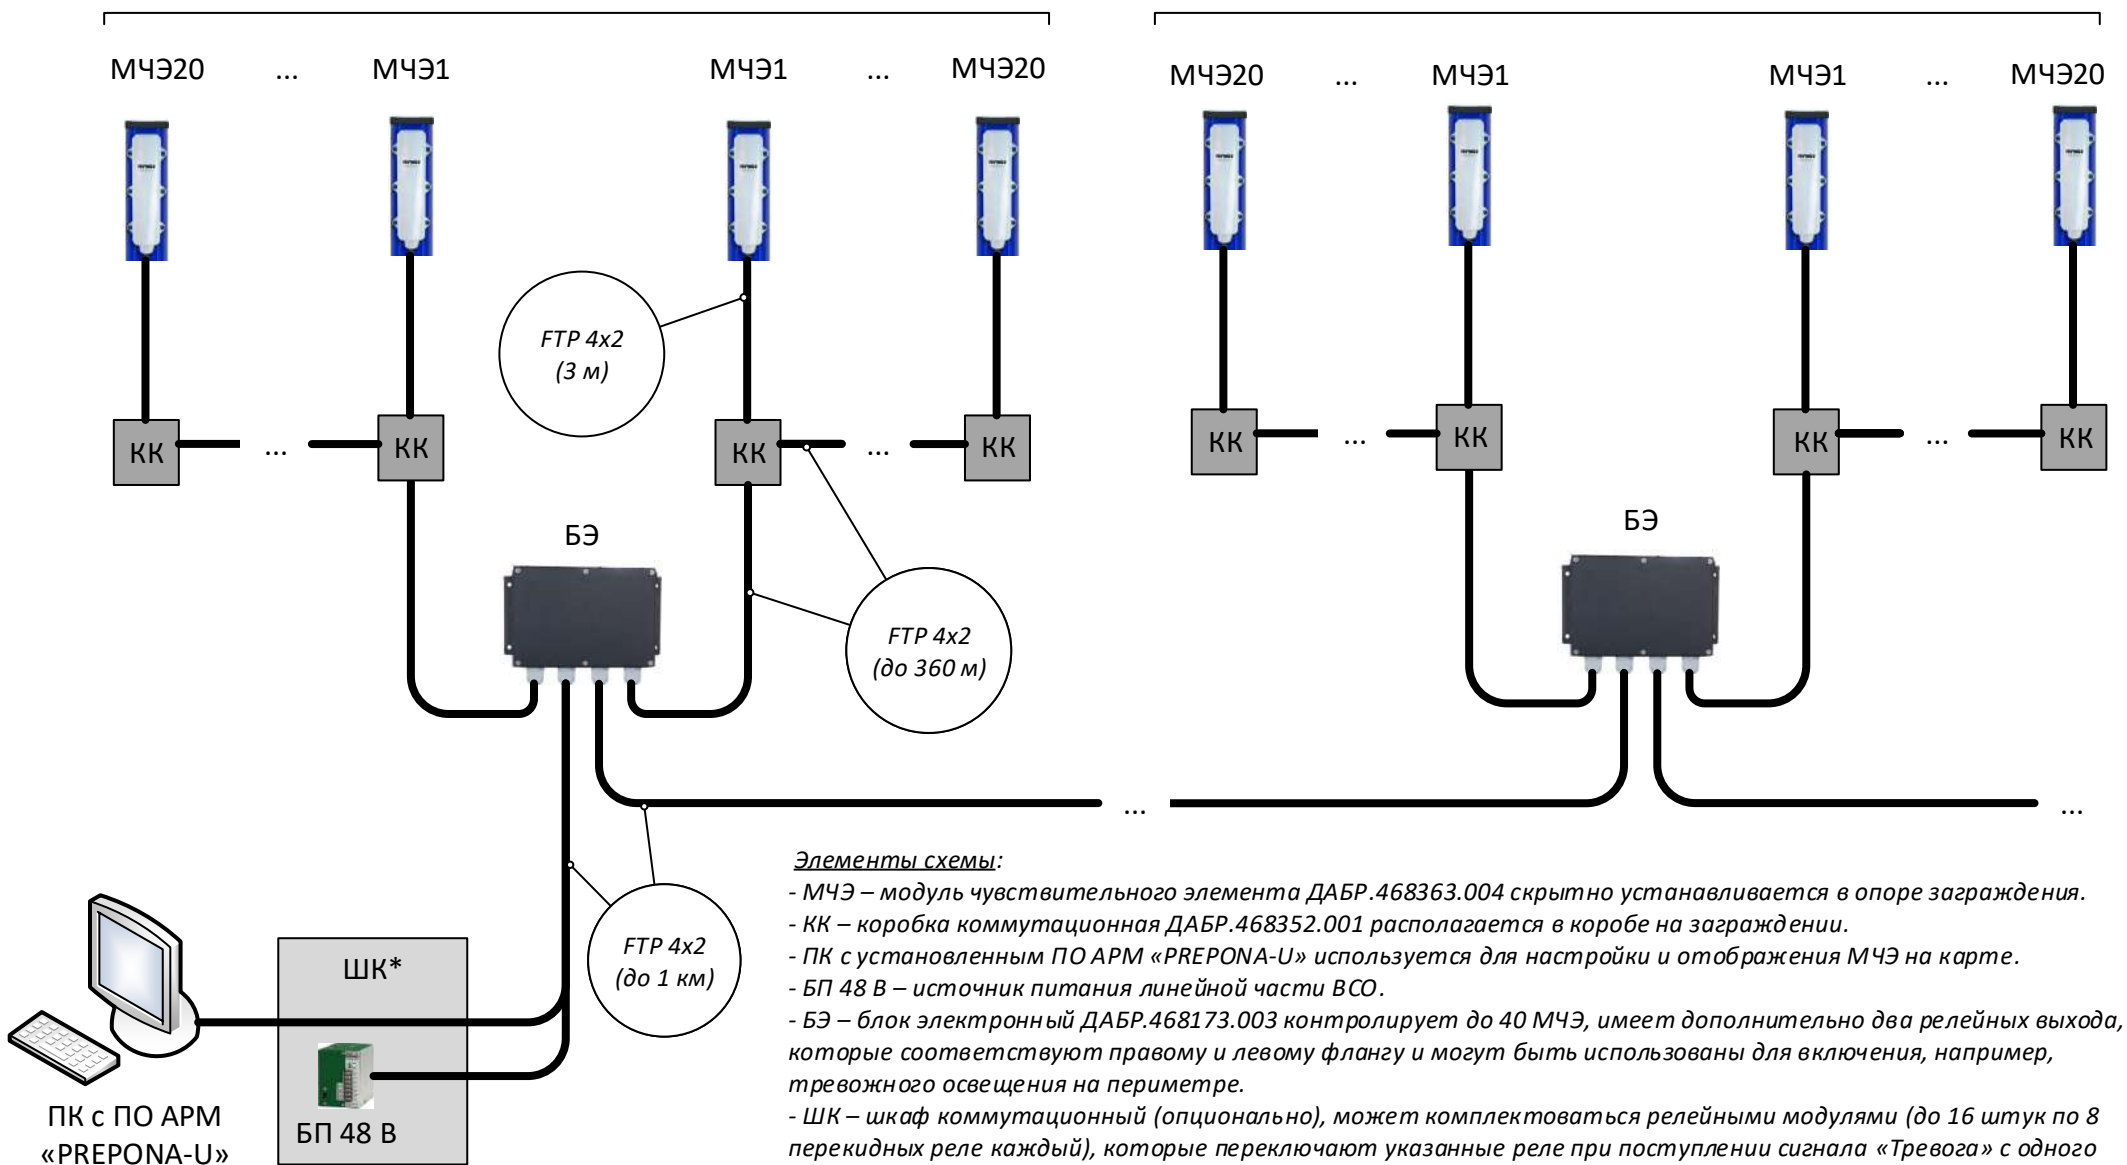 МЧЭ20 ... МЧЭ1 МЧЭ1 ... МЧЭ20 МЧЭ20 ... МЧЭ1 МЧЭ1 ... МЧЭ20
FTP 4x2
(3 м)
КК ... КК КК ... КК КК ... КК КК ... КК
БЭ БЭ
FTP 4x2
(до 360 м)
... ...
FTP 4x2
(до 1 км)
ШК*
БП 48 В
ПК с ПО АРМ
«PREPONA-U»
Элементы схемы:
- МЧЭ – модуль чувствительного элемента ДАБР.468363.004 скрытно устанавливается в опоре заграждения.
- КК – коробка коммутационная ДАБР.468352.001 располагается в коробе на заграждении.
- ПК с установленным ПО АРМ «PREPONA-U» используется для настройки и отображения МЧЭ на карте.
- БП 48 В – источник питания линейной части ВСО.
- БЭ – блок электронный ДАБР.468173.003 контролирует до 40 МЧЭ, имеет дополнительно два релейных выхода,
которые соответствуют правому и левому флангу и могут быть использованы для включения, например,
тревожного освещения на периметре.
- ШК – шкаф коммутационный (опционально), может комплектоваться релейными модулями (до 16 штук по 8
перекидных реле каждый), которые переключают указанные реле при поступлении сигнала «Тревога» с одного